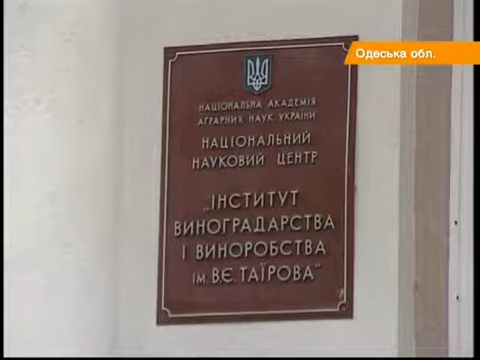 Одеська обл.
НАЦІОНАЛЬНА АКАДЕМІЯ
АГРАРНИХ НАУК УКРАЇНИ
НАЦІОНАЛЬНИЙ
НАУКОВИЙ ЦЕНТР
„ІНСТИТУТ
ВИНОГРАДАРСТВА
І ВИНОРОБСТВА
ІМ. В.Є. ТАЇРОВА"